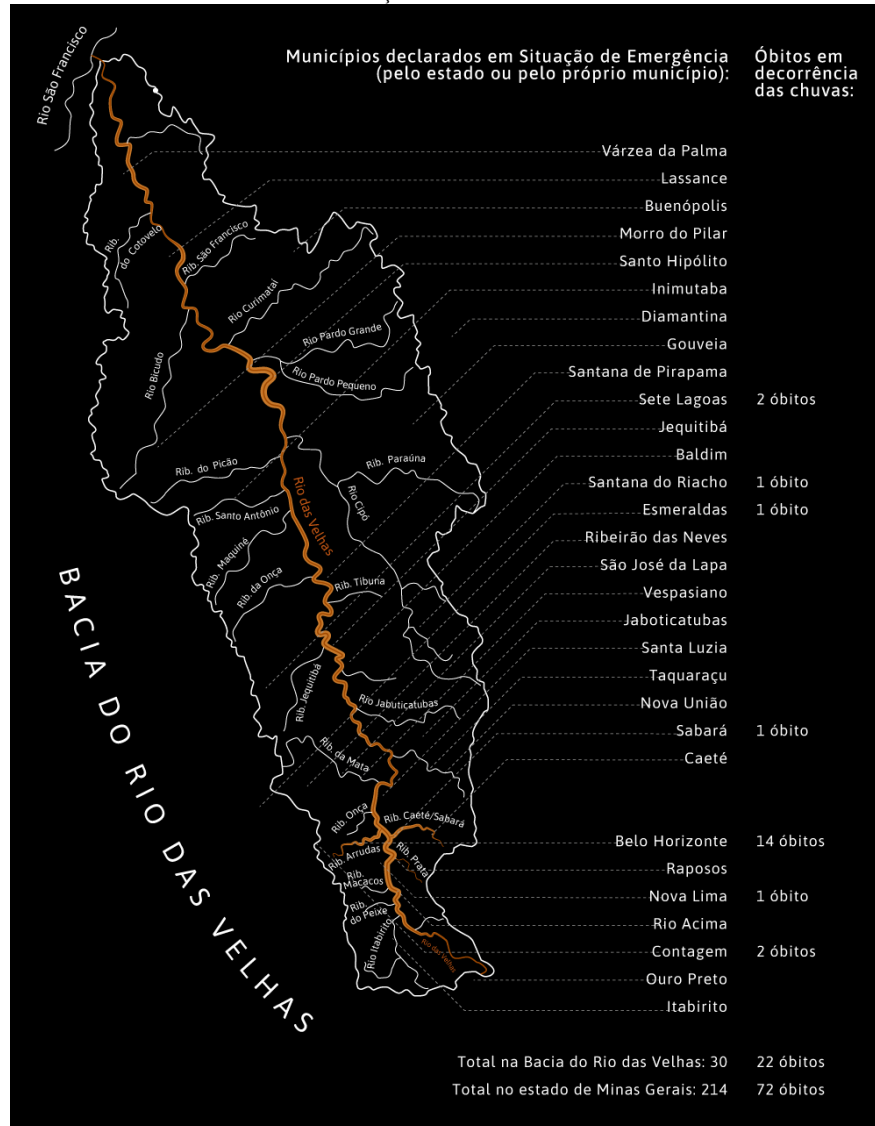 Municípios declarados em Situação de Emergência
(pelo estado ou pelo próprio município):
Óbitos em
decorrência
das chuvas:
Várzea da Palma
Lassance
Buenópolis
Morro do Pilar
Santo Hipólito
Inimutaba
Diamantina
Gouveia
Santana de Pirapama
Sete Lagoas 2 óbitos
Jequitibá
Baldim
Santana do Riacho 1 óbito
Esmeraldas 1 óbito
Ribeirão das Neves
São José da Lapa
Vespasiano
Jaboticatubas
Santa Luzia
Taquaraçu
Nova União
Sabará 1 óbito
Caeté
Belo Horizonte 14 óbitos
Raposos
Nova Lima 1 óbito
Rio Acima
Contagem 2 óbitos
Ouro Preto
Itabirito
Total na Bacia do Rio das Velhas: 30 22 óbitos
Total no estado de Minas Gerais: 214 72 óbitos
Rio São Francisco
Rib.
do Cotovelo
Rib. São Francisco
Rio Curimataí
Rio Pardo Grande
Rio Pardo Pequeno
Rio Bicudo
Rib. do Picão
Rib. Paraúna
Rio Cipó
Rio das Velhas
Rib. Santo Antônio
Rib. Maquiné
Rib. da Onça
Rib. Tibuna
Rib. Jequitibá
Rio Jabuticatubas
Rib. da Mata
Rib. Onça
Rib. Caeté/Sabará
Rib. Arrudas
Rib. Prata
Rib.
Macacos
Rib.
do Peixe
Rio Itabirito
Rio das Velhas
BACIA DO RIO DAS VELHAS